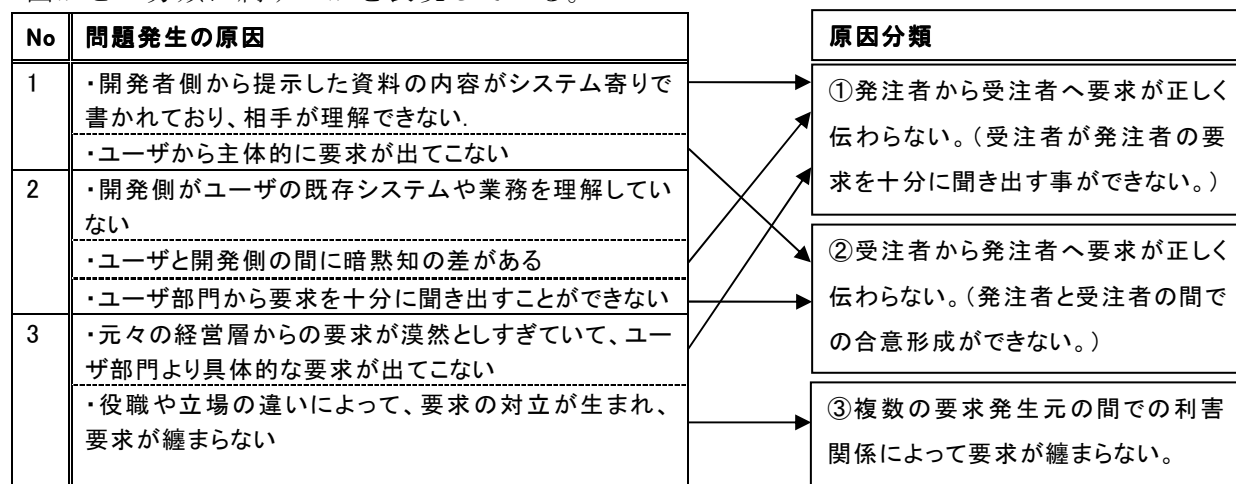 No 問題発生の原因
1 ・開発者側から提示した資料の内容がシステム寄りで
書かれており、相手が理解できない.
・ユーザから主体的に要求が出てこない
2 ・開発側がユーザの既存システムや業務を理解してい
ない
・ユーザと開発側の間に暗黙知の差がある
・ユーザ部門から要求を十分に聞き出すことができない
3 ・元々の経営層からの要求が漠然としすぎていて、ユー
ザ部門より具体的な要求が出てこない
・役職や立場の違いによって、要求の対立が生まれ、
要求が纏まらない
原因分類
①発注者から受注者へ要求が正しく
伝わらない。（受注者が発注者の要
求を十分に聞き出す事ができない。）
②受注者から発注者へ要求が正しく
伝わらない。（発注者と受注者の間で
の合意形成ができない。）
③複数の要求発生元の間での利害
関係によって要求が纏まらない。